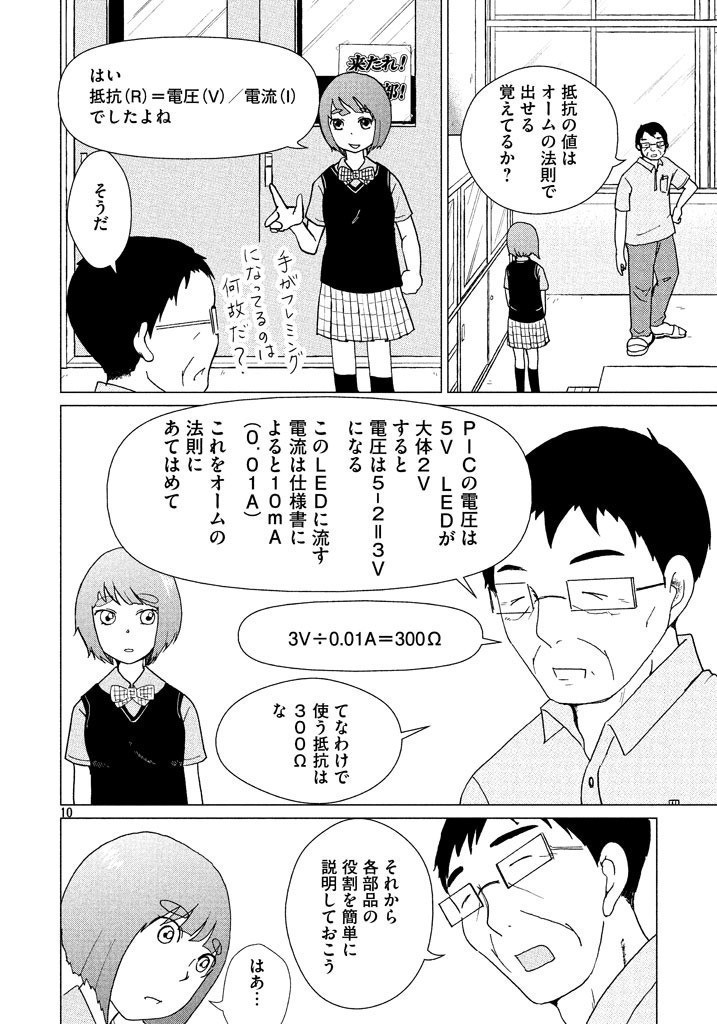 抵抗の値は
オームの法則で
出せる
覚えてるか？
来たれ！
部！
はい
抵抗(R)＝電圧(V)／電流(I)
でしたよね
手がフレミング
になってるのは
何故だ？
そうだ
PICの電圧は
5V LEDが
大体2V
すると
電圧は5−2＝3V
になる
このLEDに流す
電流は仕様書に
よると10mA
(0.01A)
これをオームの
法則に
あてはめて
3V÷0.01A＝300Ω
てなわけで
使う抵抗は
300Ω
な
10
それから
各部品の
役割を簡単に
説明しておこう
はあ…